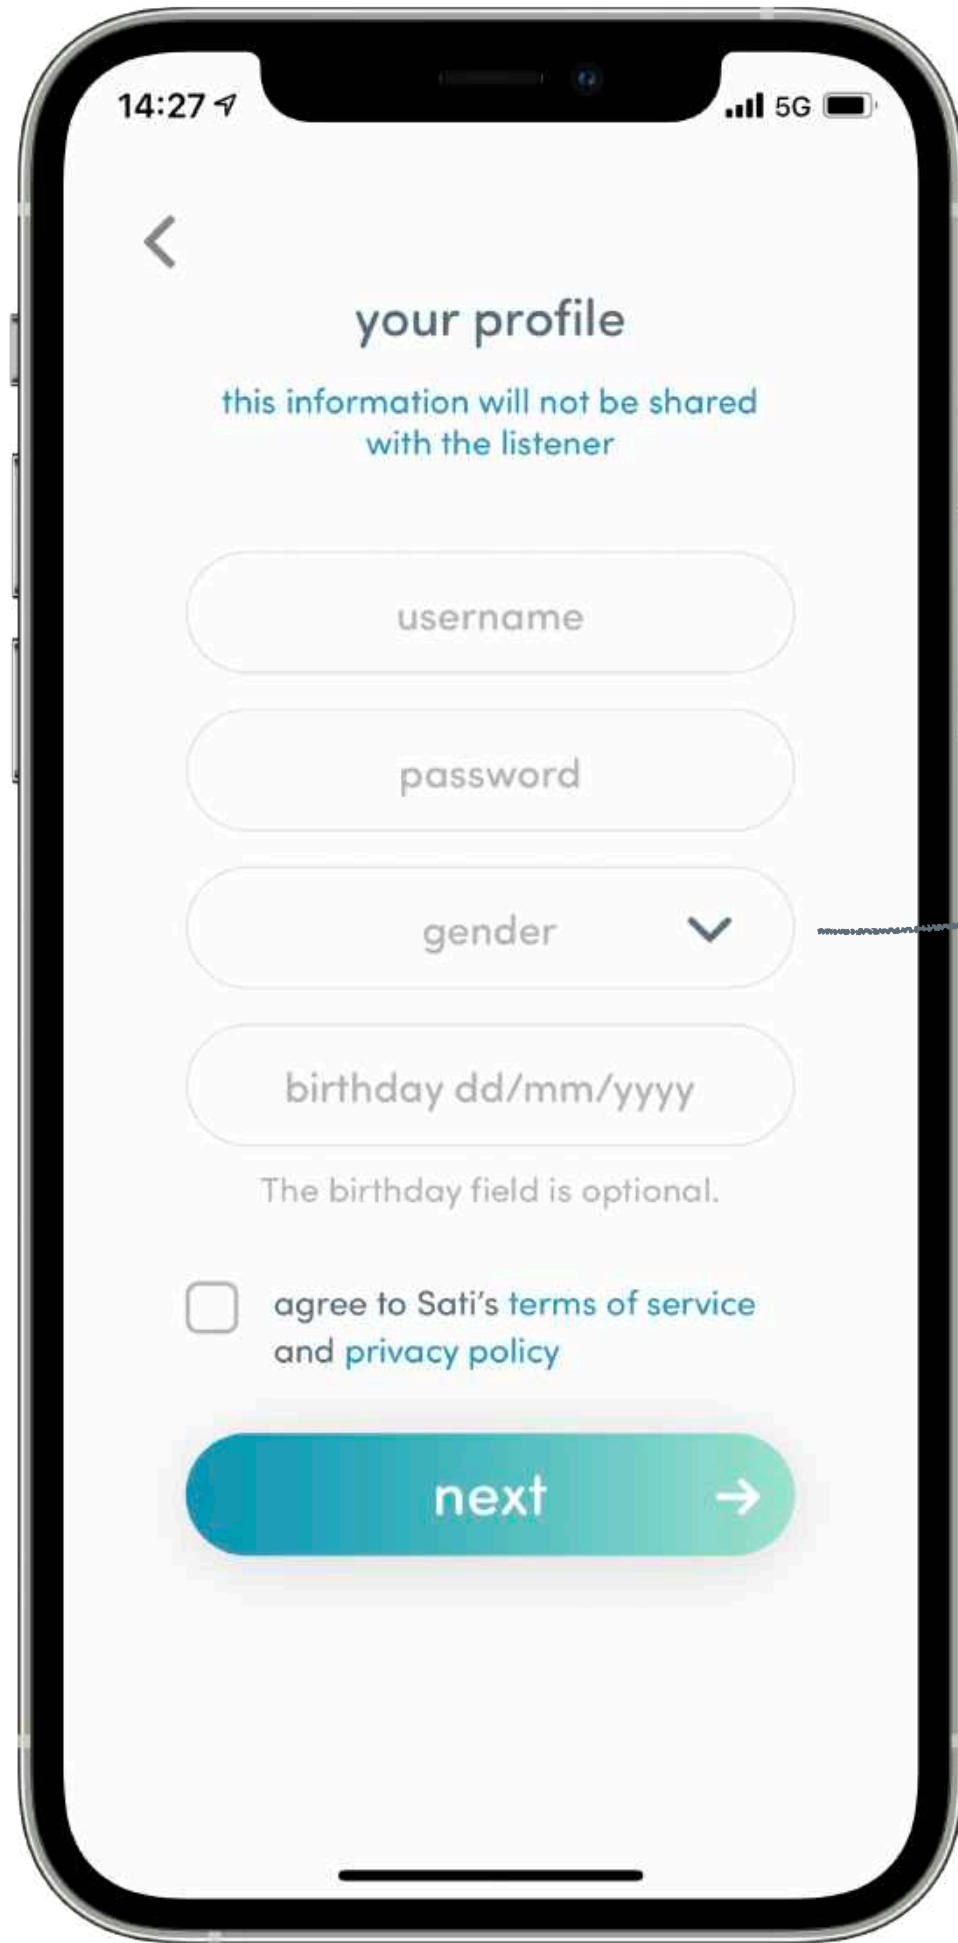 14:27
5G
your profile
this information will not be shared
with the listener
username
password
gender
birthday dd/mm/yyyy
The birthday field is optional.
agree to Sati's terms of service
and privacy policy
next